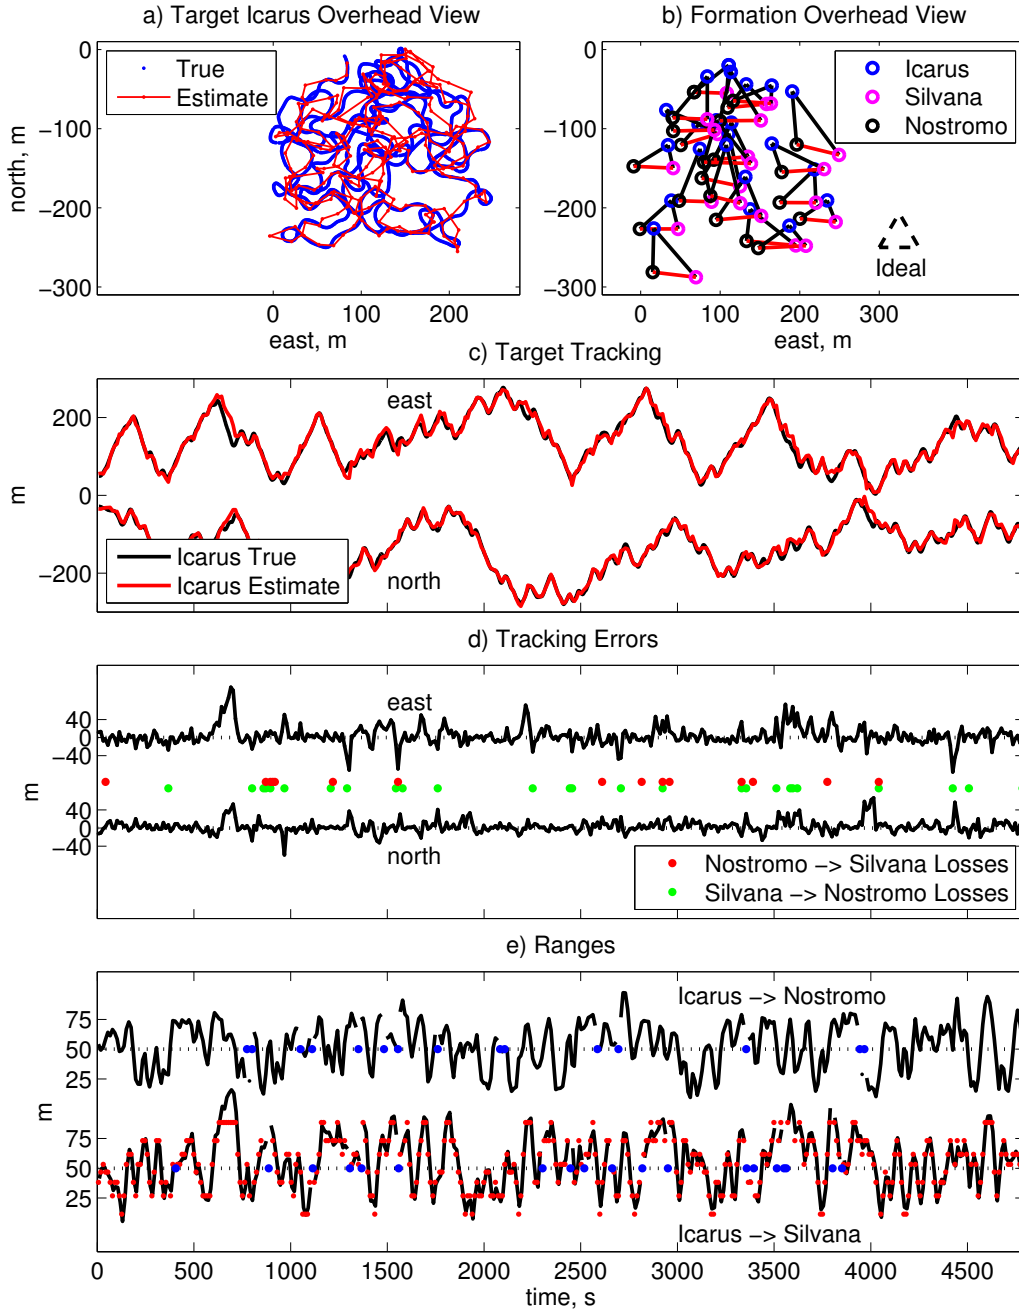 a) Target Icarus Overhead View
b) Formation Overhead View
0
−100
−200
−300
north, m
True
Estimate
0
100
200
east, m
0
−100
−200
−300
Icarus
Silvana
Nostromo
Ideal
0
100
200
300
east, m
c) Target Tracking
200
0
−200
m
east
north
Icarus True
Icarus Estimate
d) Tracking Errors
40
0
−40
40
0
−40
m
east
north
Nostromo −> Silvana Losses
Silvana −> Nostromo Losses
e) Ranges
75
50
25
75
50
25
m
Icarus −> Nostromo
Icarus −> Silvana
0
500
1000
1500
2000
2500
3000
3500
4000
4500
time, s